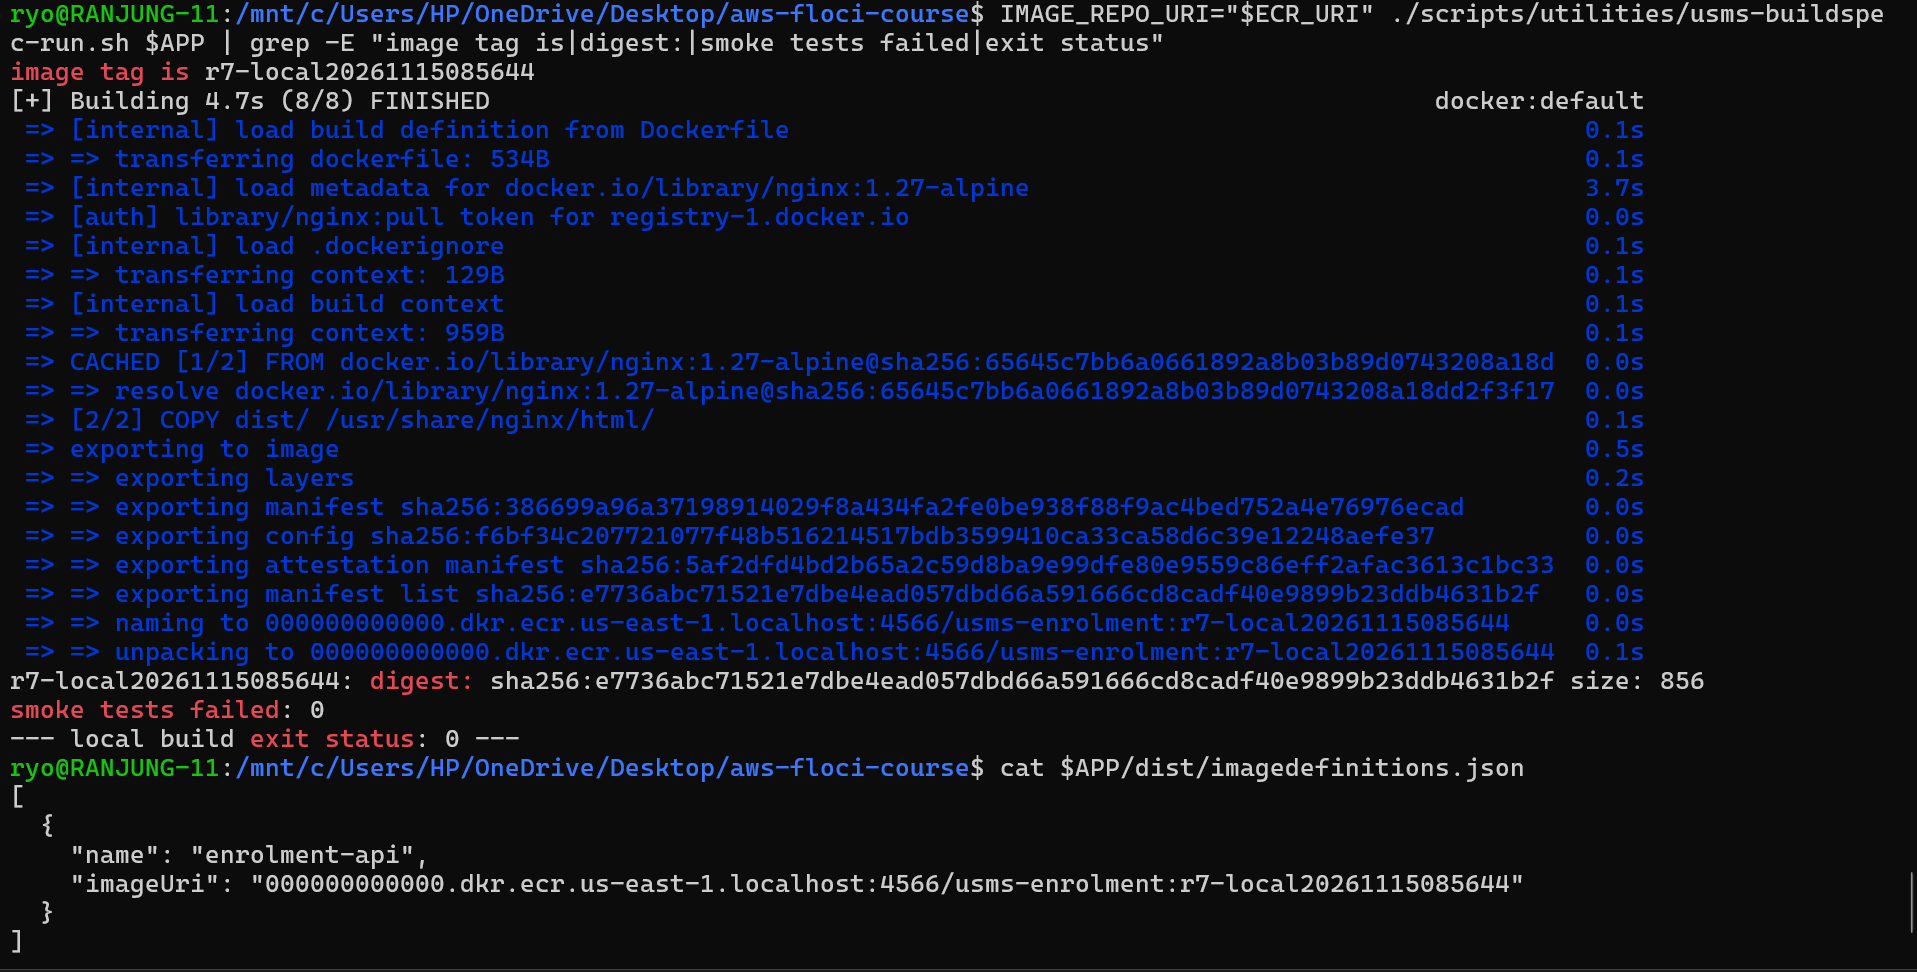 ryo@RANJUNG-11:/mnt/c/Users/HP/OneDrive/Desktop/aws-floci-course$ IMAGE_REPO_URI="$ECR_URI" ./scripts/utilities/usms-buildspe
c-run.sh $APP | grep -E "image tag is|digest:|smoke tests failed|exit status"
image tag is r7-local20261115085644
[+] Building 4.7s (8/8) FINISHED docker:default
=> [internal] load build definition from Dockerfile 0.1s
=> => transferring dockerfile: 534B 0.1s
=> [internal] load metadata for docker.io/library/nginx:1.27-alpine 3.7s
=> [auth] library/nginx:pull token for registry-1.docker.io 0.0s
=> [internal] load .dockerignore 0.1s
=> => transferring context: 129B 0.1s
=> [internal] load build context 0.1s
=> => transferring context: 959B 0.1s
=> CACHED [1/2] FROM docker.io/library/nginx:1.27-alpine@sha256:65645c7bb6a0661892a8b03b89d0743208a18d 0.0s
=> => resolve docker.io/library/nginx:1.27-alpine@sha256:65645c7bb6a0661892a8b03b89d0743208a18dd2f3f17 0.0s
=> [2/2] COPY dist/ /usr/share/nginx/html/ 0.1s
=> exporting to image 0.5s
=> => exporting layers 0.2s
=> => exporting manifest sha256:386699a96a37198914029f8a434fa2fe0be938f88f9ac4bed752a4e76976ecad 0.0s
=> => exporting config sha256:f6bf34c207721077f48b516214517bdb3599410ca33ca58d6c39e12248aefe37 0.0s
=> => exporting attestation manifest sha256:5af2dfd4bd2b65a2c59d8ba9e99dfe80e9559c86eff2afac3613c1bc33 0.0s
=> => exporting manifest list sha256:e7736abc71521e7dbe4ead057dbd66a591666cd8cadf40e9899b23ddb4631b2f 0.0s
=> => naming to 000000000000.dkr.ecr.us-east-1.localhost:4566/usms-enrolment:r7-local20261115085644 0.0s
=> => unpacking to 000000000000.dkr.ecr.us-east-1.localhost:4566/usms-enrolment:r7-local20261115085644 0.1s
r7-local20261115085644: digest: sha256:e7736abc71521e7dbe4ead057dbd66a591666cd8cadf40e9899b23ddb4631b2f size: 856
smoke tests failed: 0
--- local build exit status: 0 ---
ryo@RANJUNG-11:/mnt/c/Users/HP/OneDrive/Desktop/aws-floci-course$ cat $APP/dist/imagedefinitions.json
[
  {
    "name": "enrolment-api",
    "imageUri": "000000000000.dkr.ecr.us-east-1.localhost:4566/usms-enrolment:r7-local20261115085644"
  }
]